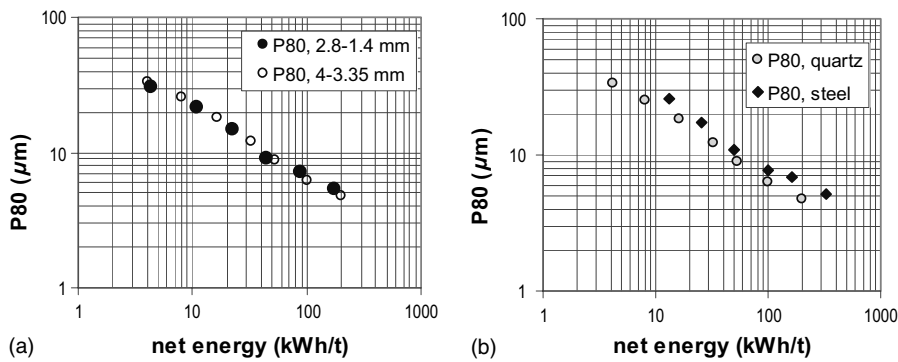 100
P80, 2.8-1.4 mm
P80, 4-3.35 mm
10
1
P80 (µm)
1
10
100
1000
net energy (kWh/t)
(a)
100
P80, quartz
P80, steel
10
1
P80 (µm)
1
10
100
1000
net energy (kWh/t)
(b)